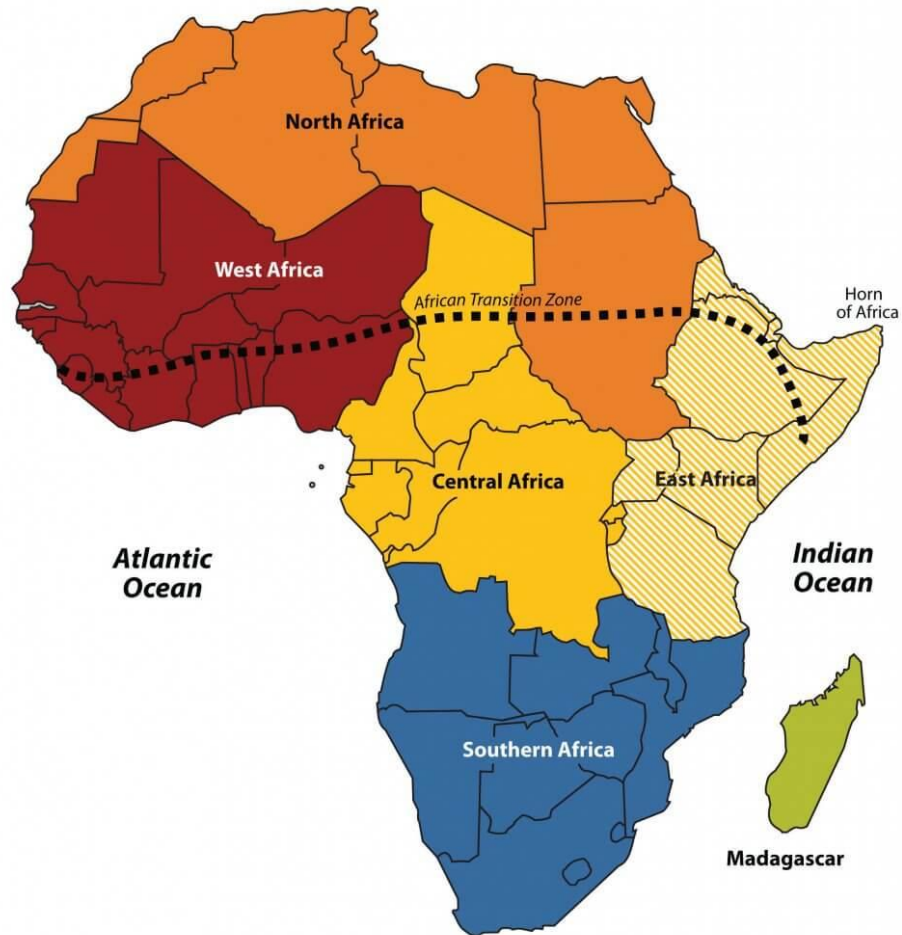 North Africa
West Africa
African Transition Zone
Horn
of Africa
Central Africa
East Africa
Atlantic
Ocean
Indian
Ocean
Southern Africa
Madagascar